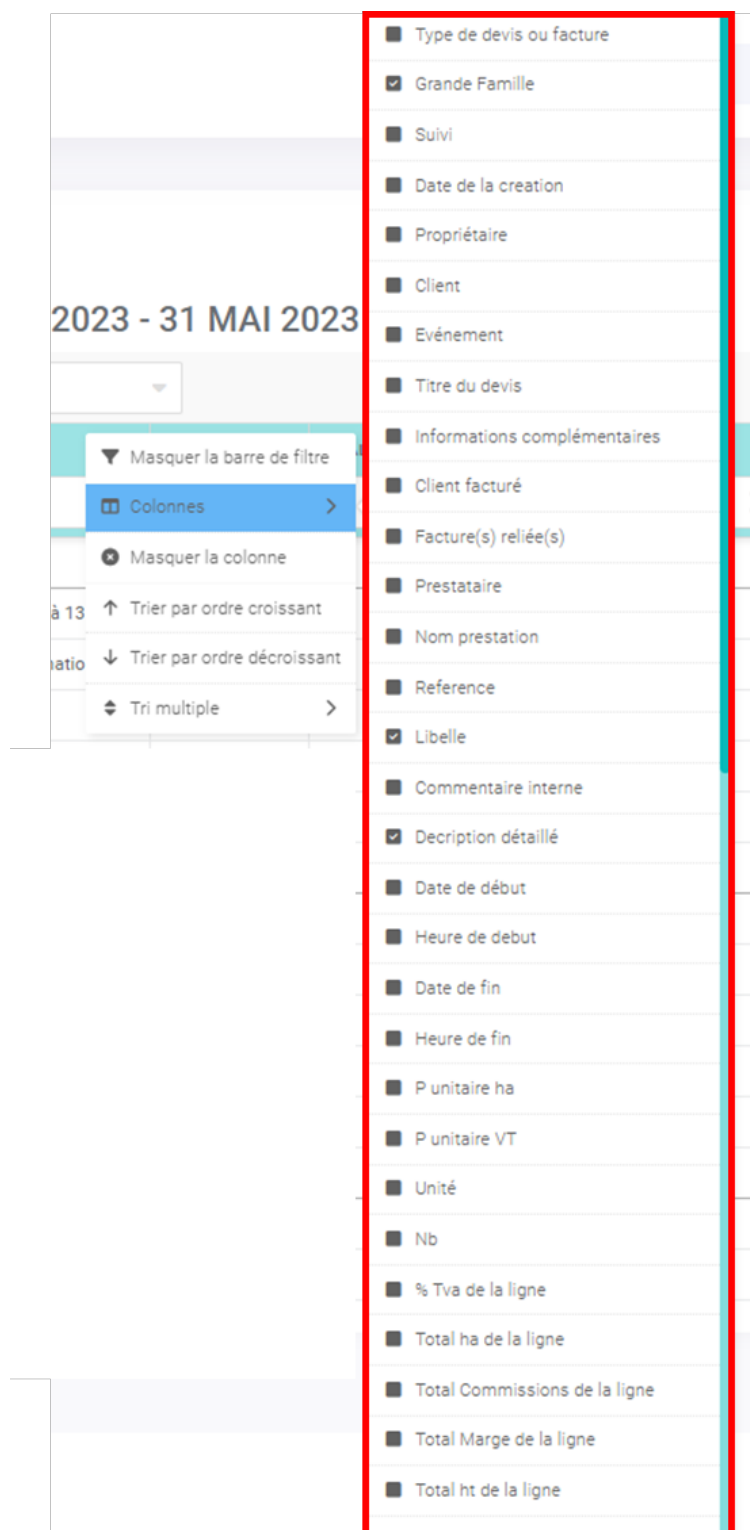 2023 - 31 MAI 2023
Masquer la barre de filtre
Colonnes
Masquer la colonne
à 13
Trier par ordre croissant
Trier par ordre décroissant
Tri multiple
Type de devis ou facture
Grande Famille
Suivi
Date de la creation
Propriétaire
Client
Evénement
Titre du devis
Informations complémentaires
Client facturé
Facture(s) reliée(s)
Prestataire
Nom prestation
Reference
Libelle
Commentaire interne
Decription détaillé
Date de début
Heure de debut
Date de fin
Heure de fin
P unitaire ha
P unitaire VT
Unité
Nb
% Tva de la ligne
Total ha de la ligne
Total Commissions de la ligne
Total Marge de la ligne
Total ht de la ligne